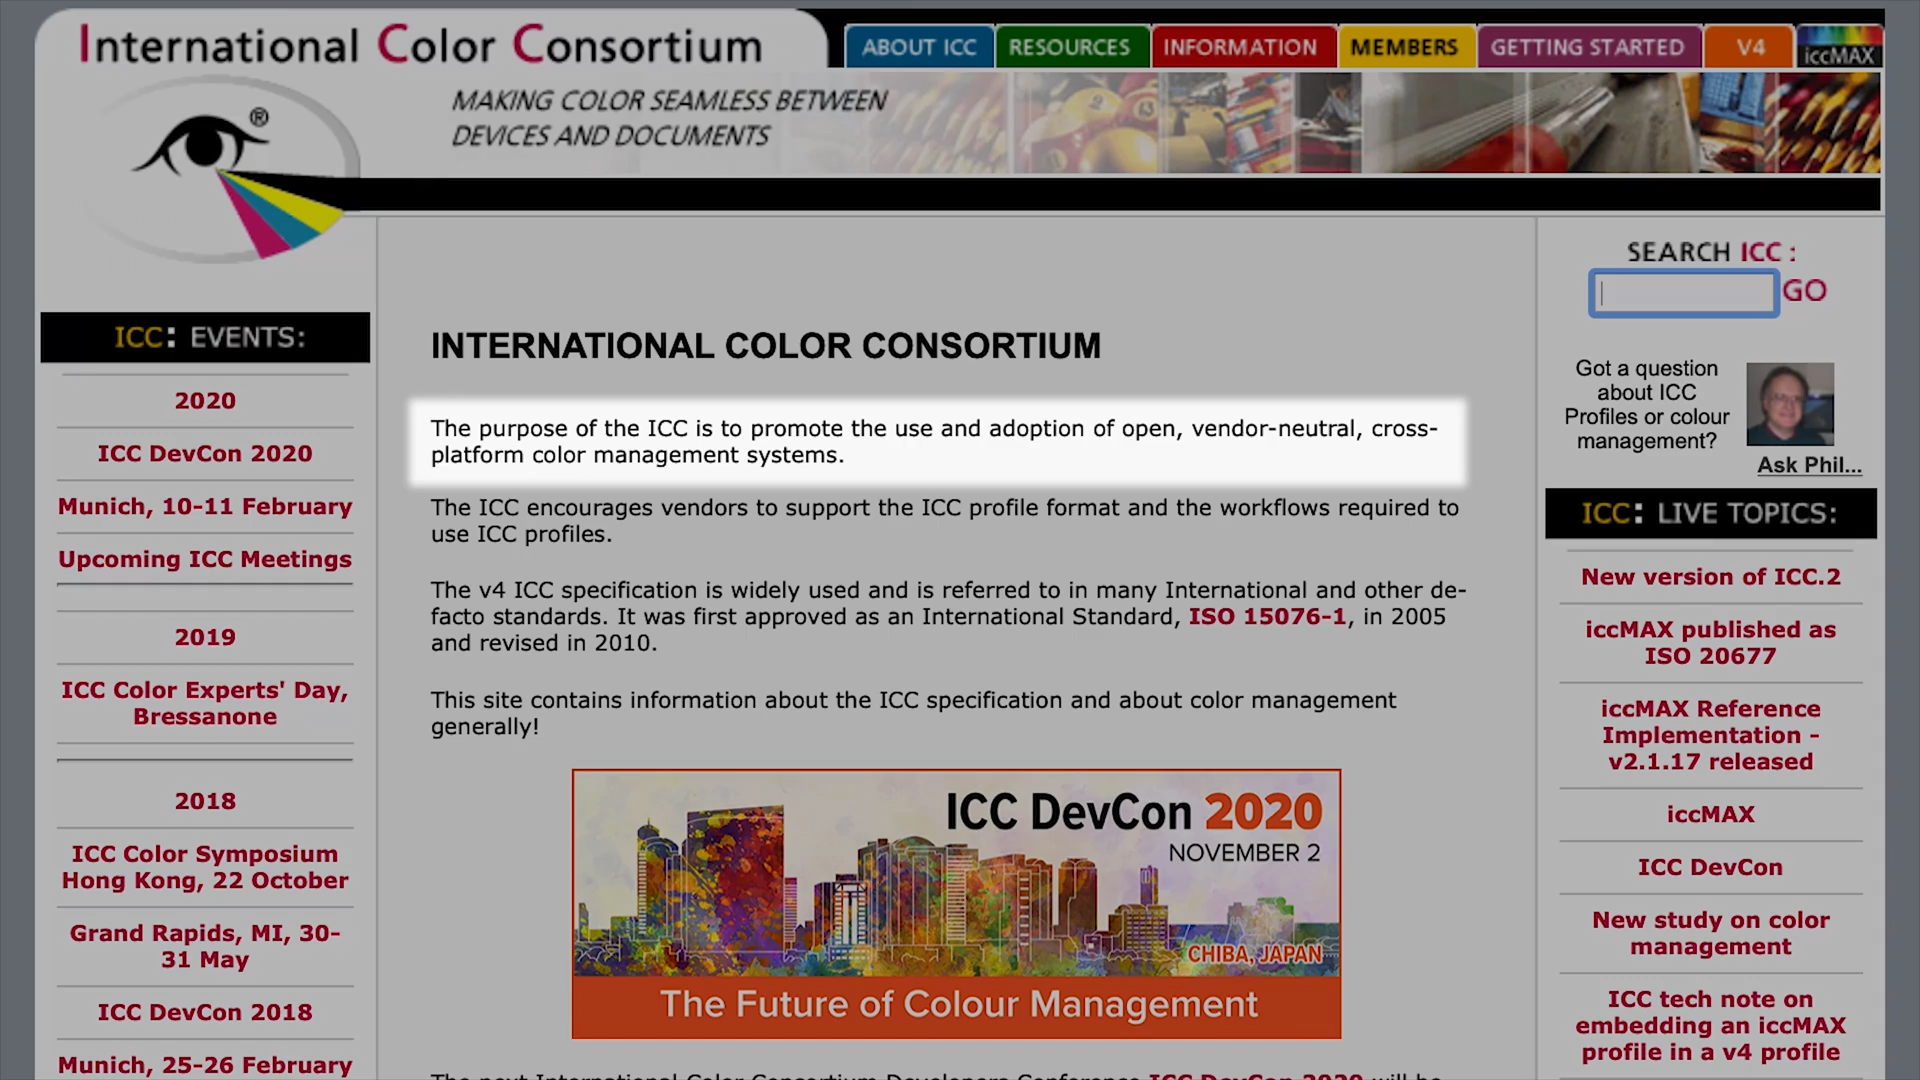 International Color Consortium
ABOUT ICC
RESOURCES
INFORMATION
MEMBERS
GETTING STARTED
V4
iccMAX
MAKING COLOR SEAMLESS BETWEEN
DEVICES AND DOCUMENTS
®
ICC: EVENTS:
2020
ICC DevCon 2020
Munich, 10-11 February
Upcoming ICC Meetings
2019
ICC Color Experts' Day,
Bressanone
2018
ICC Color Symposium
Hong Kong, 22 October
Grand Rapids, MI, 30-
31 May
ICC DevCon 2018
Munich, 25-26 February
INTERNATIONAL COLOR CONSORTIUM
The purpose of the ICC is to promote the use and adoption of open, vendor-neutral, cross-
platform color management systems.
The ICC encourages vendors to support the ICC profile format and the workflows required to
use ICC profiles.
The v4 ICC specification is widely used and is referred to in many International and other de-
facto standards. It was first approved as an International Standard, ISO 15076-1, in 2005
and revised in 2010.
This site contains information about the ICC specification and about color management
generally!
ICC DevCon 2020
NOVEMBER 2
CHIBA, JAPAN
The Future of Colour Management
The next International Color Consortium Developers Conference ICC DevCon 2020 will be
SEARCH ICC :
GO
Got a question
about ICC
Profiles or colour
management?
Ask Phil...
ICC: LIVE TOPICS:
New version of ICC.2
iccMAX published as
ISO 20677
iccMAX Reference
Implementation -
v2.1.17 released
iccMAX
ICC DevCon
New study on color
management
ICC tech note on
embedding an iccMAX
profile in a v4 profile